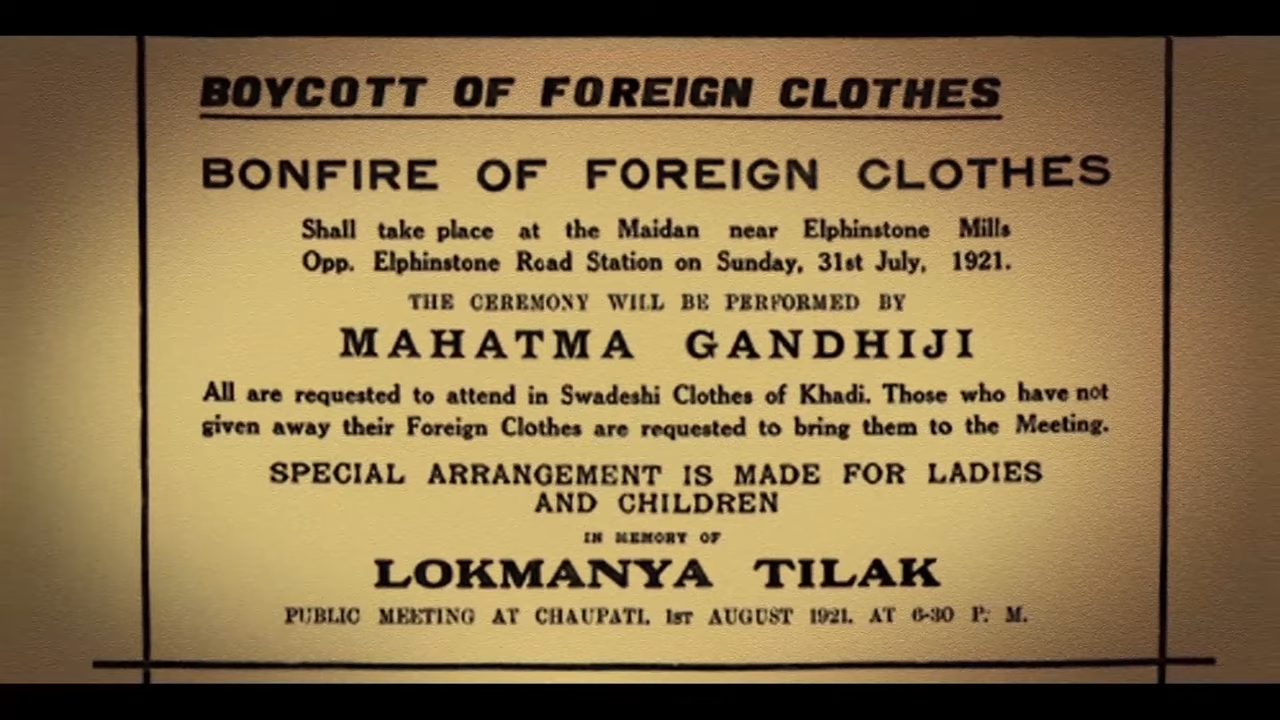 BOYCOTT OF FOREIGN CLOTHES
BONFIRE OF FOREIGN CLOTHES
Shall take place at the Maidan near Elphinstone Mills
Opp. Elphinstone Road Station on Sunday, 31st July, 1921.
THE CEREMONY WILL BE PERFORMED BY
MAHATMA GANDHIJI
All are requested to attend in Swadeshi Clothes of Khadi. Those who have not
given away their Foreign Clothes are requested to bring them to the Meeting.
SPECIAL ARRANGEMENT IS MADE FOR LADIES
AND CHILDREN
IN MEMORY OF
LOKMANYA TILAK
PUBLIC MEETING AT CHAUPATI, 1ST AUGUST 1921, AT 6-30 P. M.